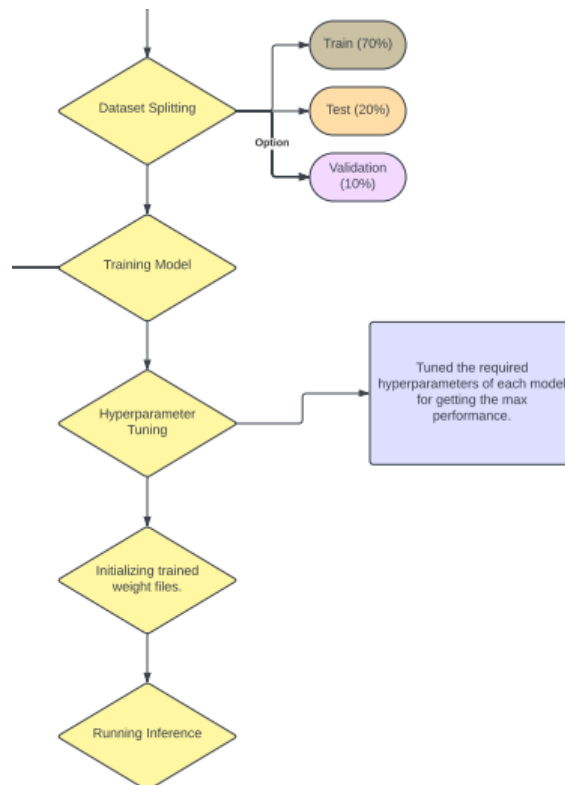 Train (70%)
Dataset Splitting
Test (20%)
Option
Validation
(10%)
Training Model
Tuned the required
hyperparameters of each model
for getting the max
performance.
Hyperparameter
Tuning
Initializing trained
weight files.
Running Inference